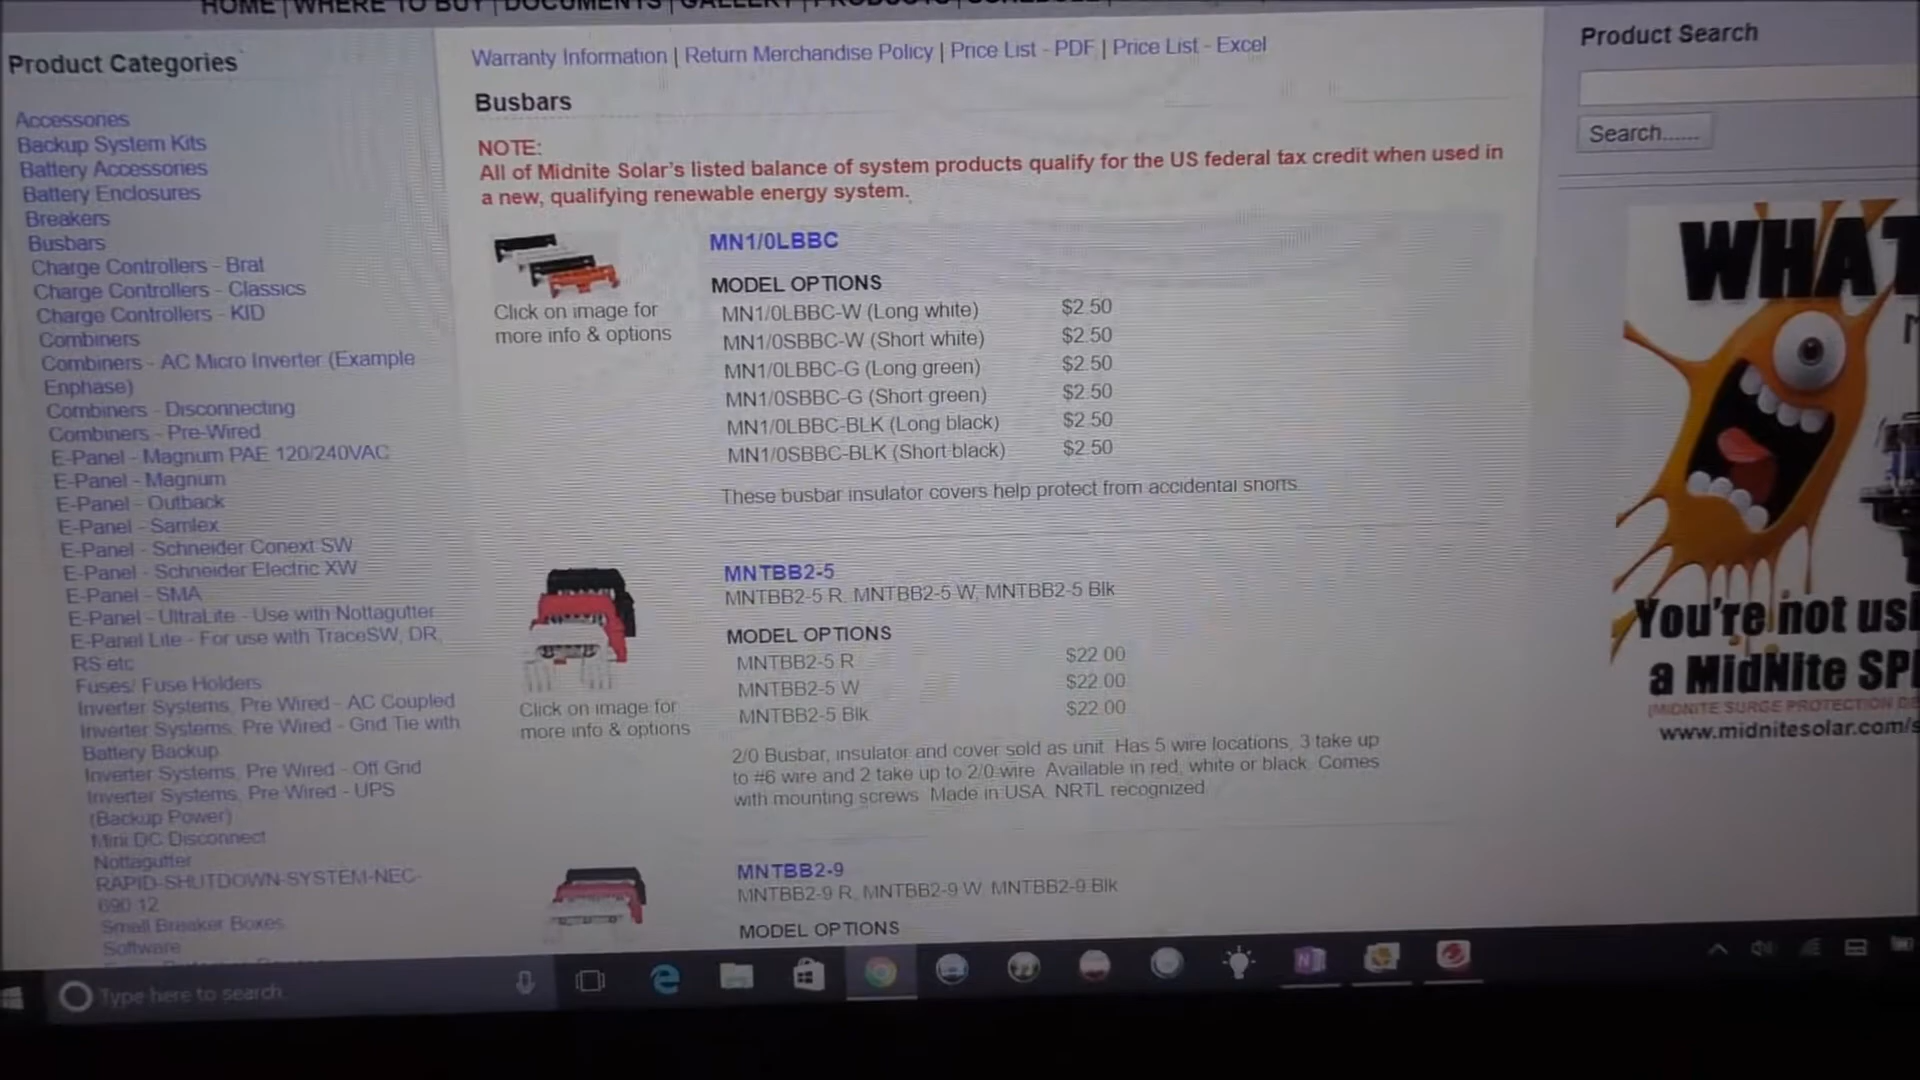 HOME | WHERE TO BUY | DOCUMENTS | GALLERY | PRODUCTS |
Product Categories
Accessories
Backup System Kits
Battery Accessories
Battery Enclosures
Breakers
Busbars
Charge Controllers - Brat
Charge Controllers - Classics
Charge Controllers - KID
Combiners
Combiners - AC Micro Inverter (Example
Enphase)
Combiners - Disconnecting
Combiners - Pre-Wired
E-Panel - Magnum PAE 120/240VAC
E-Panel - Magnum
E-Panel - Outback
E-Panel - Samlex
E-Panel - Schneider Conext SW
E-Panel - Schneider Electric XW
E-Panel - SMA
E-Panel - UltraLite - Use with Nottagutter
E-Panel Lite - For use with TraceSW, DR,
RS etc
Fuses/ Fuse Holders
Inverter Systems, Pre Wired - AC Coupled
Inverter Systems, Pre Wired - Grid Tie with
Battery Backup
Inverter Systems, Pre Wired - Off Grid
Inverter Systems, Pre Wired - UPS
(Backup Power)
Mini DC Disconnect
Nottagutter
RAPID-SHUTDOWN-SYSTEM-NEC-
690.12
Small Breaker Boxes
Software
Warranty Information | Return Merchandise Policy | Price List - PDF | Price List - Excel
Busbars
NOTE:
All of Midnite Solar's listed balance of system products qualify for the US federal tax credit when used in
a new, qualifying renewable energy system.
Click on image for
more info & options
MN1/0LBBC
MODEL OPTIONS
MN1/0LBBC-W (Long white) $2.50
MN1/0SBBC-W (Short white) $2.50
MN1/0LBBC-G (Long green) $2.50
MN1/0SBBC-G (Short green) $2.50
MN1/0LBBC-BLK (Long black) $2.50
MN1/0SBBC-BLK (Short black) $2.50
These busbar insulator covers help protect from accidental shorts.
Click on image for
more info & options
MNTBB2-5
MNTBB2-5 R, MNTBB2-5 W, MNTBB2-5 Blk
MODEL OPTIONS
MNTBB2-5 R $22.00
MNTBB2-5 W $22.00
MNTBB2-5 Blk $22.00
2/0 Busbar, insulator and cover sold as unit. Has 5 wire locations, 3 take up
to #6 wire and 2 take up to 2/0 wire. Available in red, white or black. Comes
with mounting screws. Made in USA. NRTL recognized
MNTBB2-9
MNTBB2-9 R, MNTBB2-9 W, MNTBB2-9 Blk
MODEL OPTIONS
Product Search
Search......
WHAT
You're not usi
a MidNite SP
(MIDNITE SURGE PROTECTION DE
www.midnitesolar.com/s
Type here to search